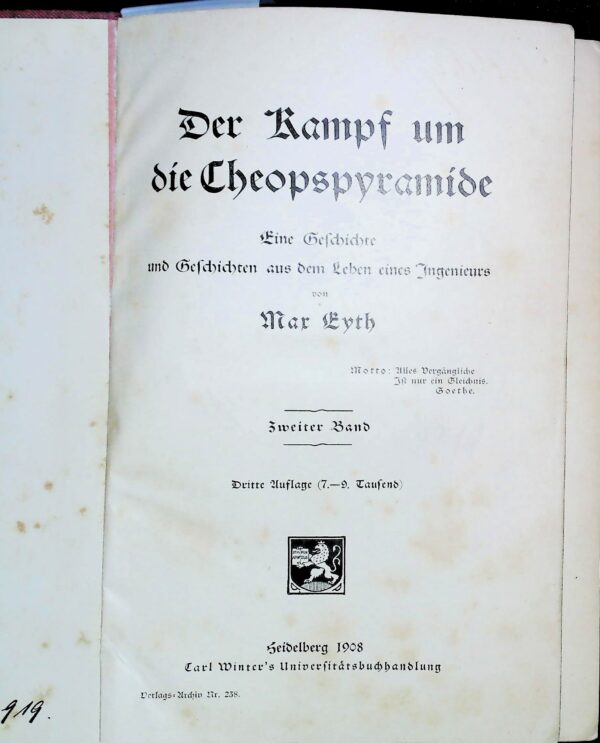 Der Kampf um
die Cheopspyramide
Eine Geschichte
und Geschichten aus dem Leben eines Ingenieurs
von
Max Eyth
Motto: Alles Vergängliche
Ist nur ein Gleichnis.
Goethe.
Zweiter Band
Dritte Auflage (7.—9. Tausend)
Heidelberg 1908
Carl Winter's Universitätsbuchhandlung
Verlags-Archiv Nr. 238.
919.